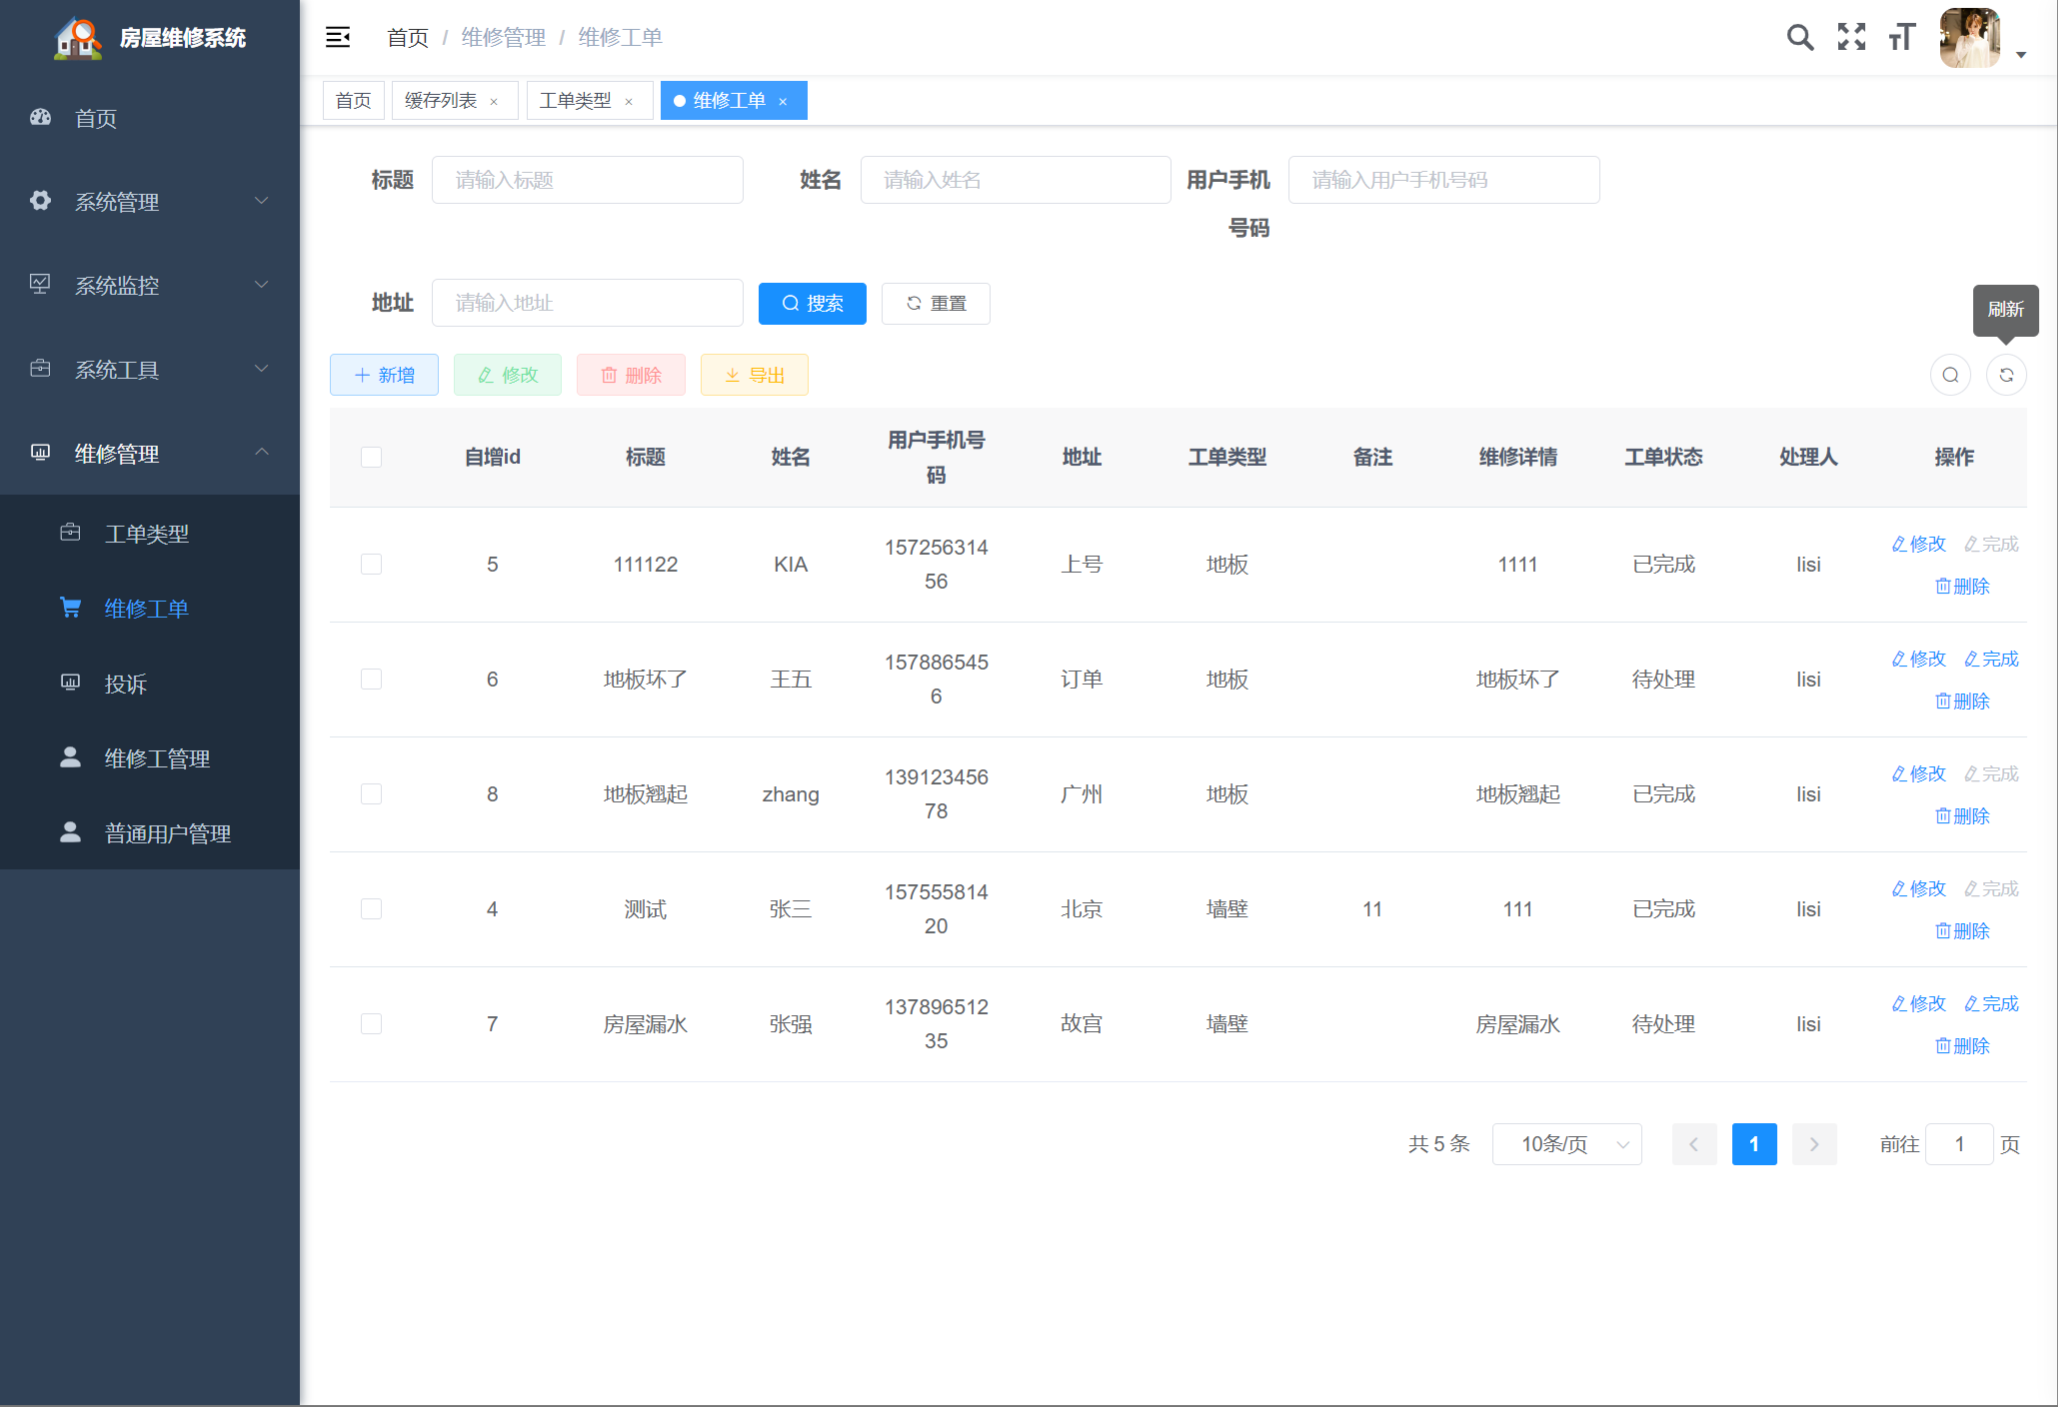 房屋维修系统
首页 / 维修管理 / 维修工单
首页
系统管理
系统监控
系统工具
维修管理
工单类型
维修工单
投诉
维修工管理
普通用户管理
首页 缓存列表 × 工单类型 × 维修工单 ×
标题 请输入标题 姓名 请输入姓名 用户手机 请输入用户手机号码
号码
地址 请输入地址 搜索 重置
刷新
新增 修改 删除 导出
自增id 标题 姓名 用户手机号 地址 工单类型 备注 维修详情 工单状态 处理人 操作
码
5 111122 KIA 157256314 上号 地板 1111 已完成 lisi 修改 完成
56 删除
6 地板坏了 王五 157886545 订单 地板 地板坏了 待处理 lisi 修改 完成
6 删除
8 地板翘起 zhang 139123456 广州 地板 地板翘起 已完成 lisi 修改 完成
78 删除
4 测试 张三 157555814 北京 墙壁 11 111 已完成 lisi 修改 完成
20 删除
7 房屋漏水 张强 137896512 故宫 墙壁 房屋漏水 待处理 lisi 修改 完成
35 删除
共 5 条 10条/页 1 前往 1 页